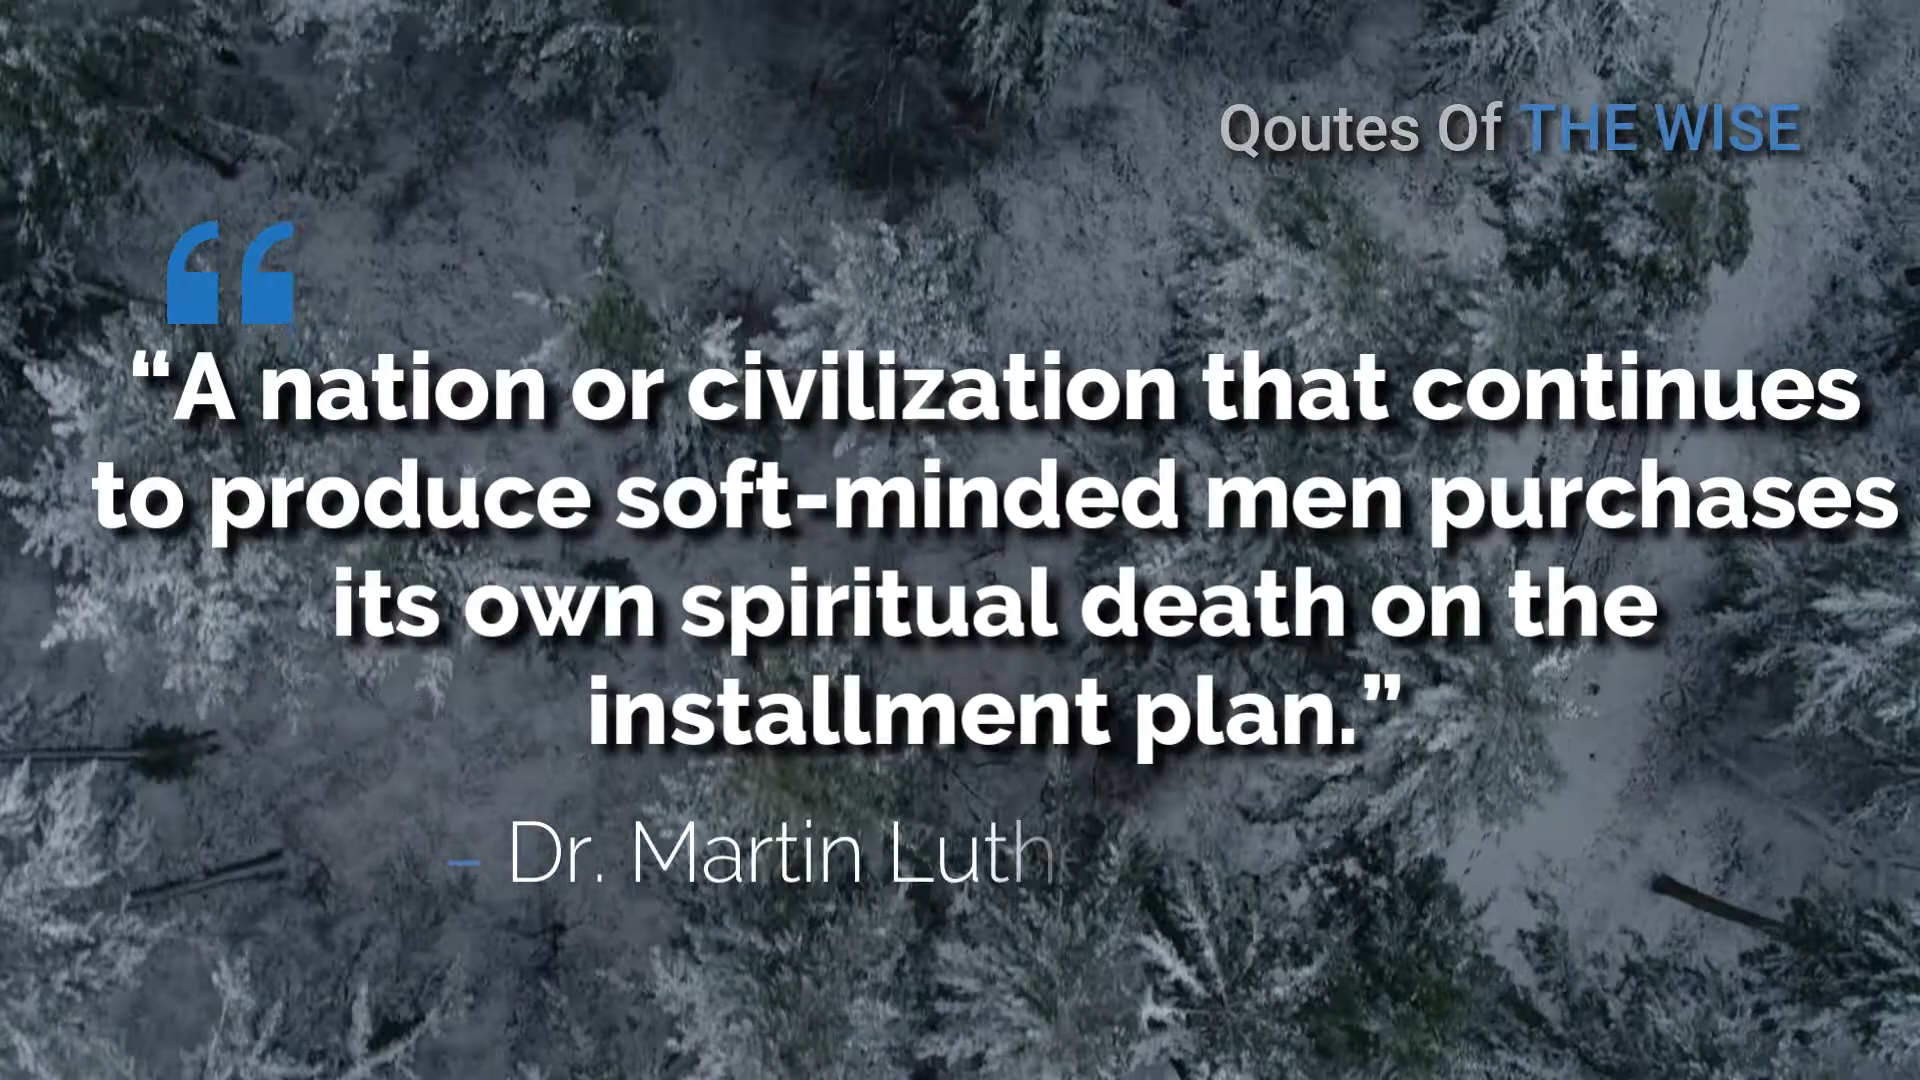 Qoutes Of THE WISE
“A nation or civilization that continues
to produce soft-minded men purchases
its own spiritual death on the
installment plan.”
– Dr. Martin Luth